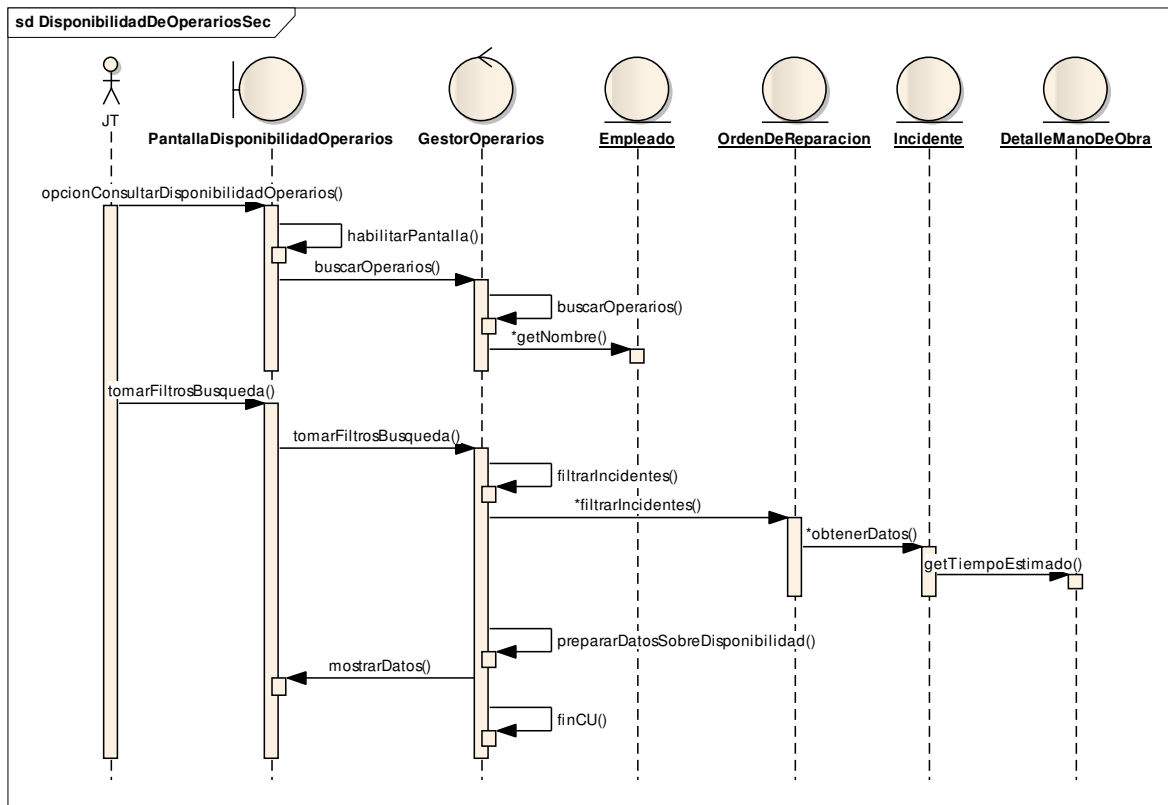 sd DisponibilidadDeOperariosSec
JT
PantallaDisponibilidadOperarios
GestorOperarios
Empleado
OrdenDeReparacion
Incidente
DetalleManoDeObra
opcionConsultarDisponibilidadOperarios()
habilitarPantalla()
buscarOperarios()
buscarOperarios()
*getNombre()
tomarFiltrosBusqueda()
tomarFiltrosBusqueda()
filtrarIncidentes()
*filtrarIncidentes()
*obtenerDatos()
getTiempoEstimado()
prepararDatosSobreDisponibilidad()
mostrarDatos()
finCU()